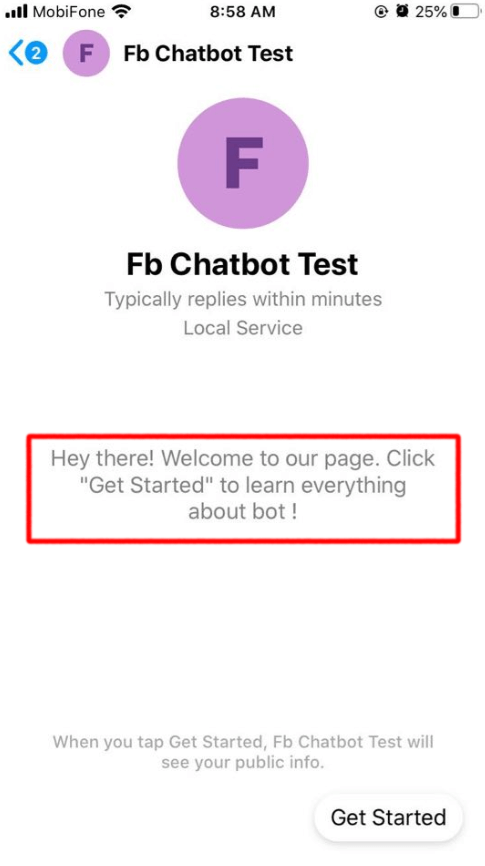 MobiFone 8:58 AM 25%
2 F Fb Chatbot Test
F
Fb Chatbot Test
Typically replies within minutes
Local Service
Hey there! Welcome to our page. Click
"Get Started" to learn everything
about bot !
When you tap Get Started, Fb Chatbot Test will
see your public info.
Get Started